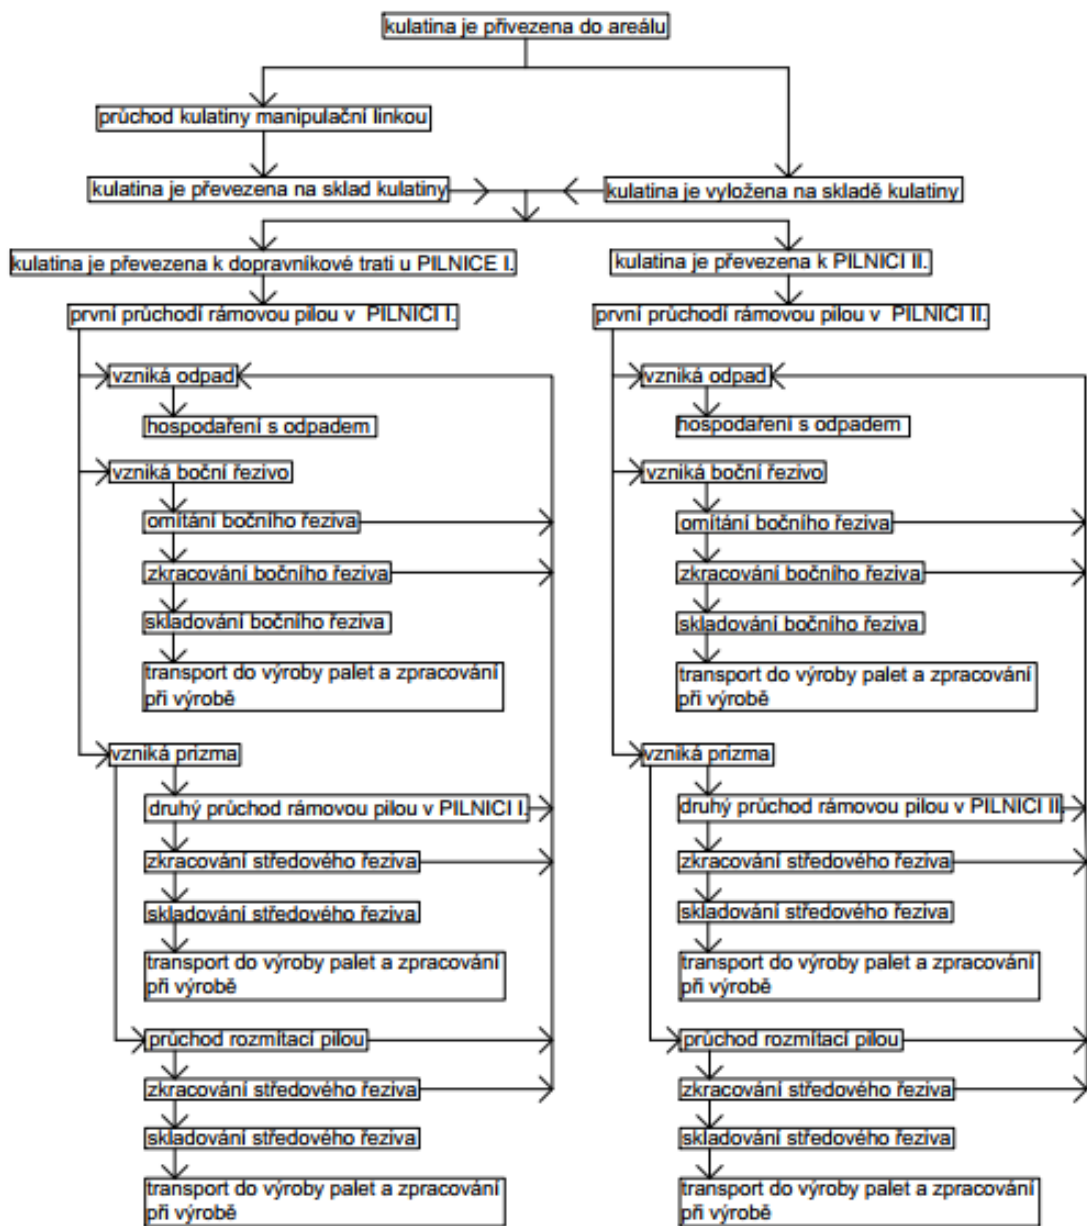 kulatina je přivezena do areálu
průchod kulatiny manipulační linkou
kulatina je převezena na sklad kulatiny
kulatina je vyložena na skladě kulatiny
kulatina je převezena k dopravníkové trati u PILNICE I.
první průchodí rámovou pilou v PILNICI I.
vzniká odpad
hospodaření s odpadem
vzniká boční řezivo
omítání bočního řeziva
zkracování bočního řeziva
skladování bočního řeziva
transport do výroby palet a zpracování
při výrobě
vzniká prizma
druhý průchod rámovou pilou v PILNICI I.
zkracování středového řeziva
skladování středového řeziva
transport do výroby palet a zpracování
při výrobě
průchod rozmítací pilou
zkracování středového řeziva
skladování středového řeziva
transport do výroby palet a zpracování
při výrobě
kulatina je převezena k PILNICI II.
první průchodí rámovou pilou v PILNICI II.
vzniká odpad
hospodaření s odpadem
vzniká boční řezivo
omítání bočního řeziva
zkracování bočního řeziva
skladování bočního řeziva
transport do výroby palet a zpracování
při výrobě
vzniká prizma
druhý průchod rámovou pilou v PILNICI II.
zkracování středového řeziva
skladování středového řeziva
transport do výroby palet a zpracování
při výrobě
průchod rozmítací pilou
zkracování středového řeziva
skladování středového řeziva
transport do výroby palet a zpracování
při výrobě